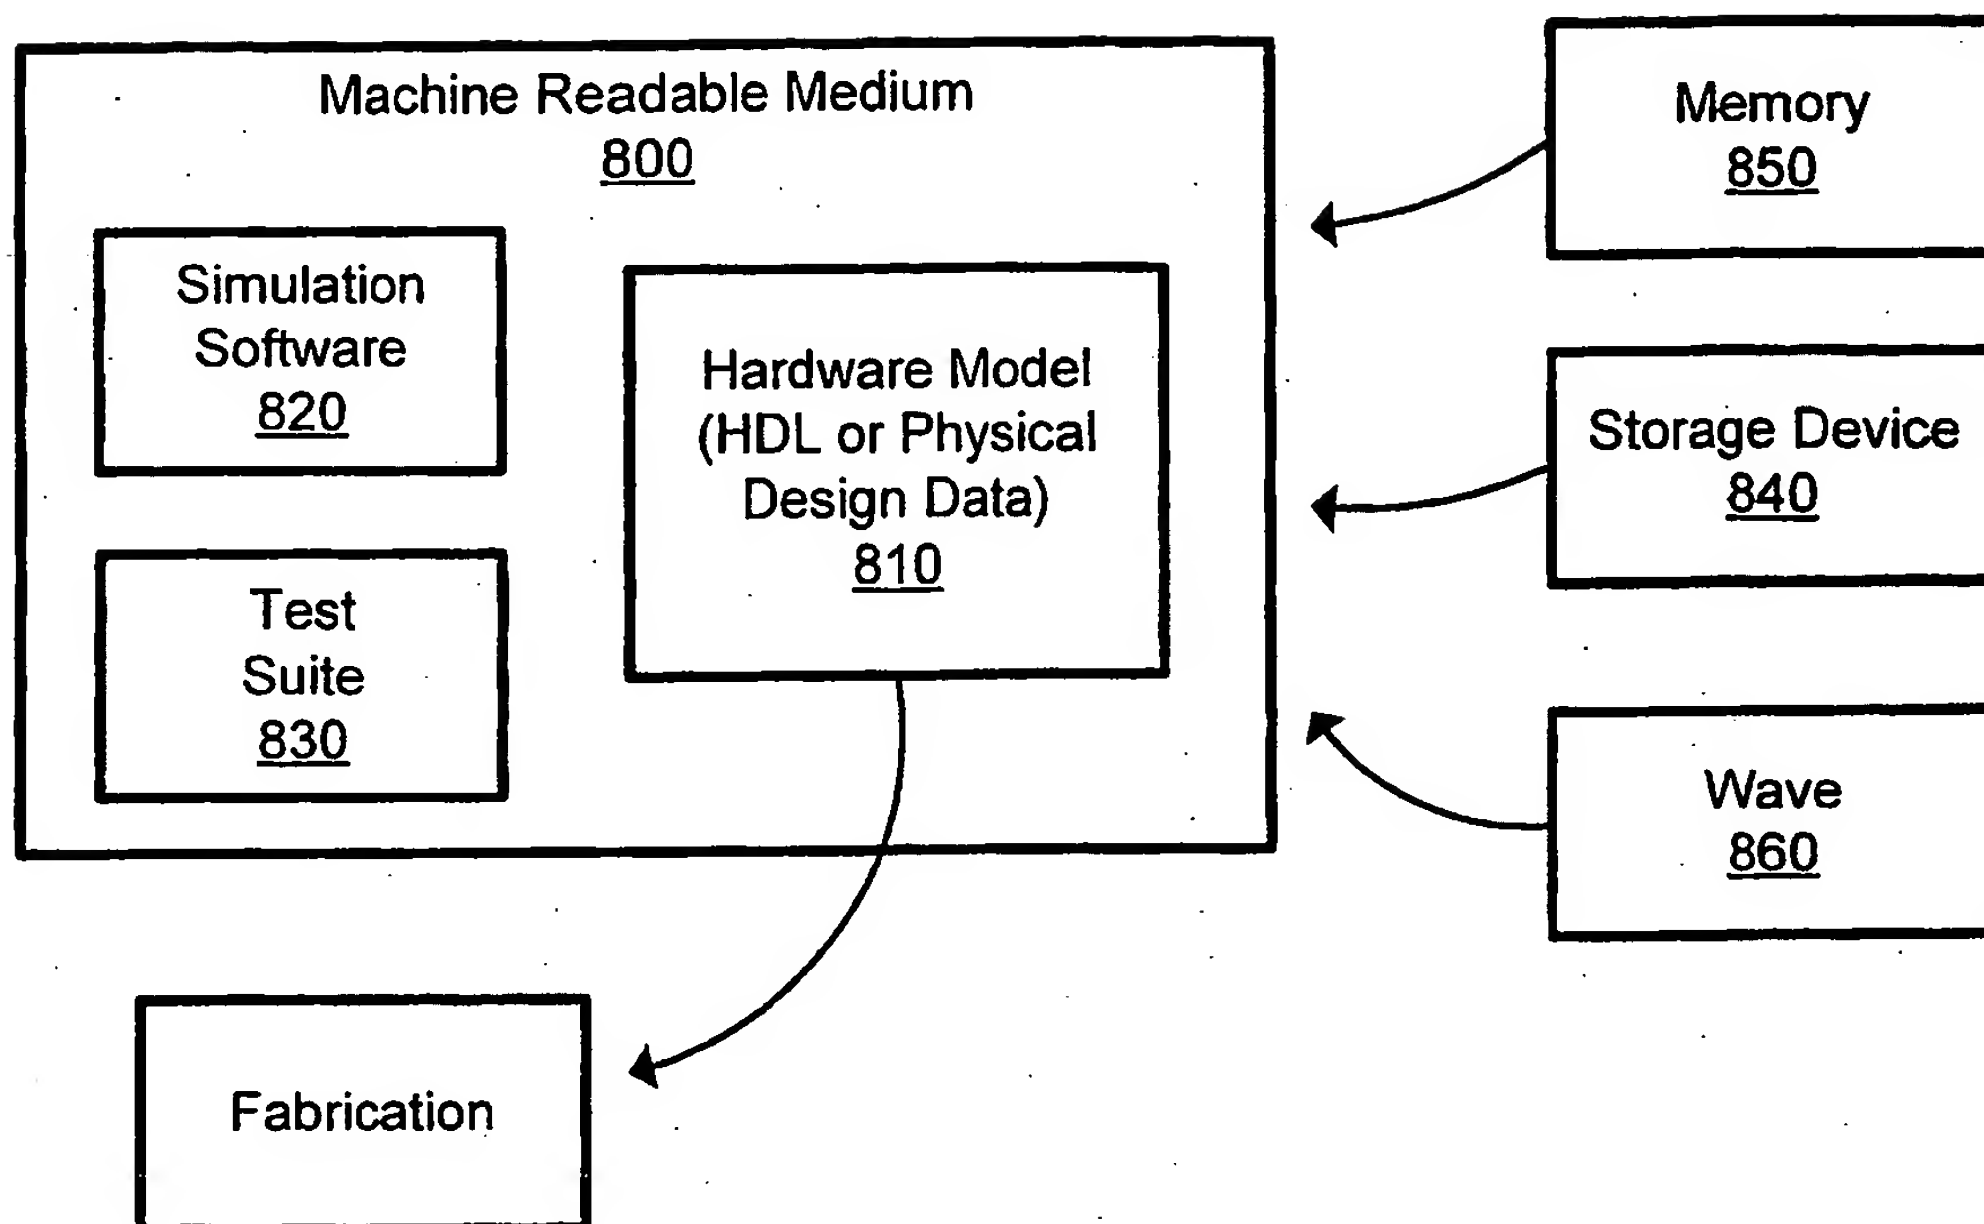 Machine Readable Medium
800
Simulation
Software
820
Test
Suite
830
Hardware Model
(HDL or Physical
Design Data)
810
Memory
850
Storage Device
840
Wave
860
Fabrication